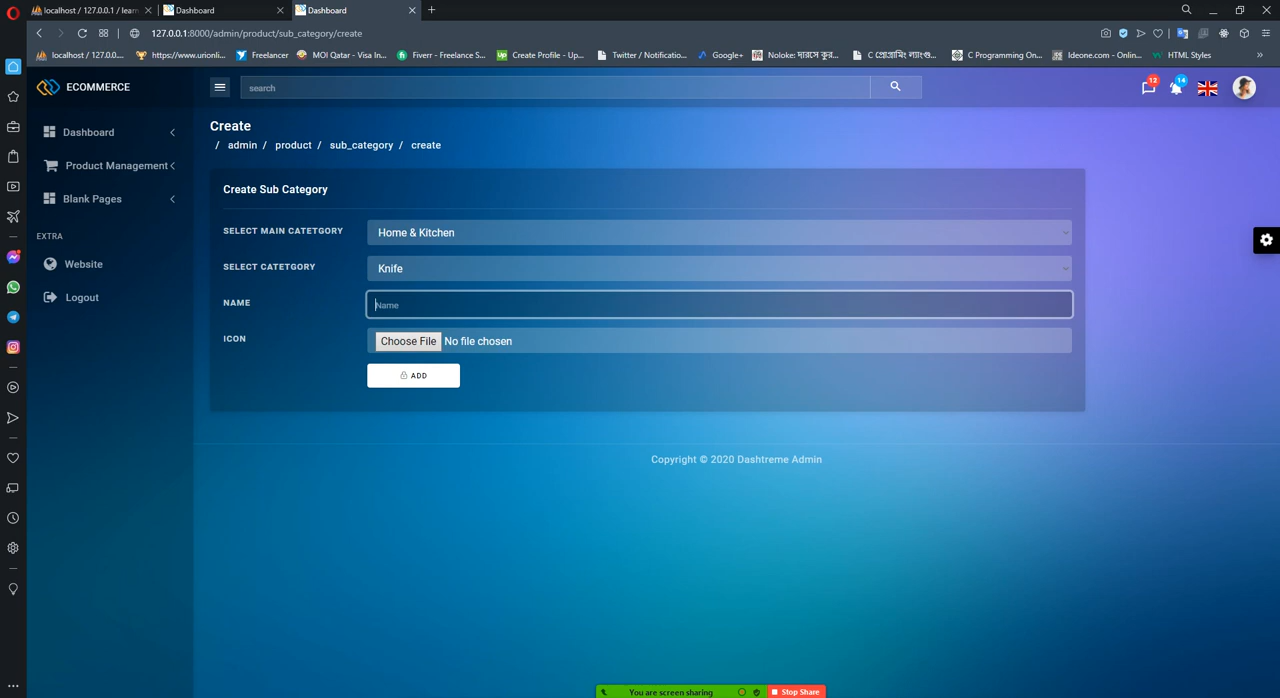 localhost / 127.0.0.1 / learn
Dashboard
Dashboard
127.0.0.1:8000/admin/product/sub_category/create
localhost / 127.0.0....
https://www.urionli...
Freelancer
MOI Qatar - Visa In...
Fiverr - Freelance S...
Create Profile - Up...
Twitter / Notificatio...
Google+
Noloke: দারসে কুর...
C প্রোগ্রামিং ল্যাংগু...
C Programming On...
Ideone.com - Online...
HTML Styles
ECOMMERCE
search
12
14
Dashboard
Product Management
Blank Pages
EXTRA
Website
Logout
Create
/ admin / product / sub_category / create
Create Sub Category
SELECT MAIN CATETGORY
Home & Kitchen
SELECT CATETGORY
Knife
NAME
Name
ICON
Choose File No file chosen
ADD
Copyright © 2020 Dashtreme Admin
You are screen sharing
Stop Share